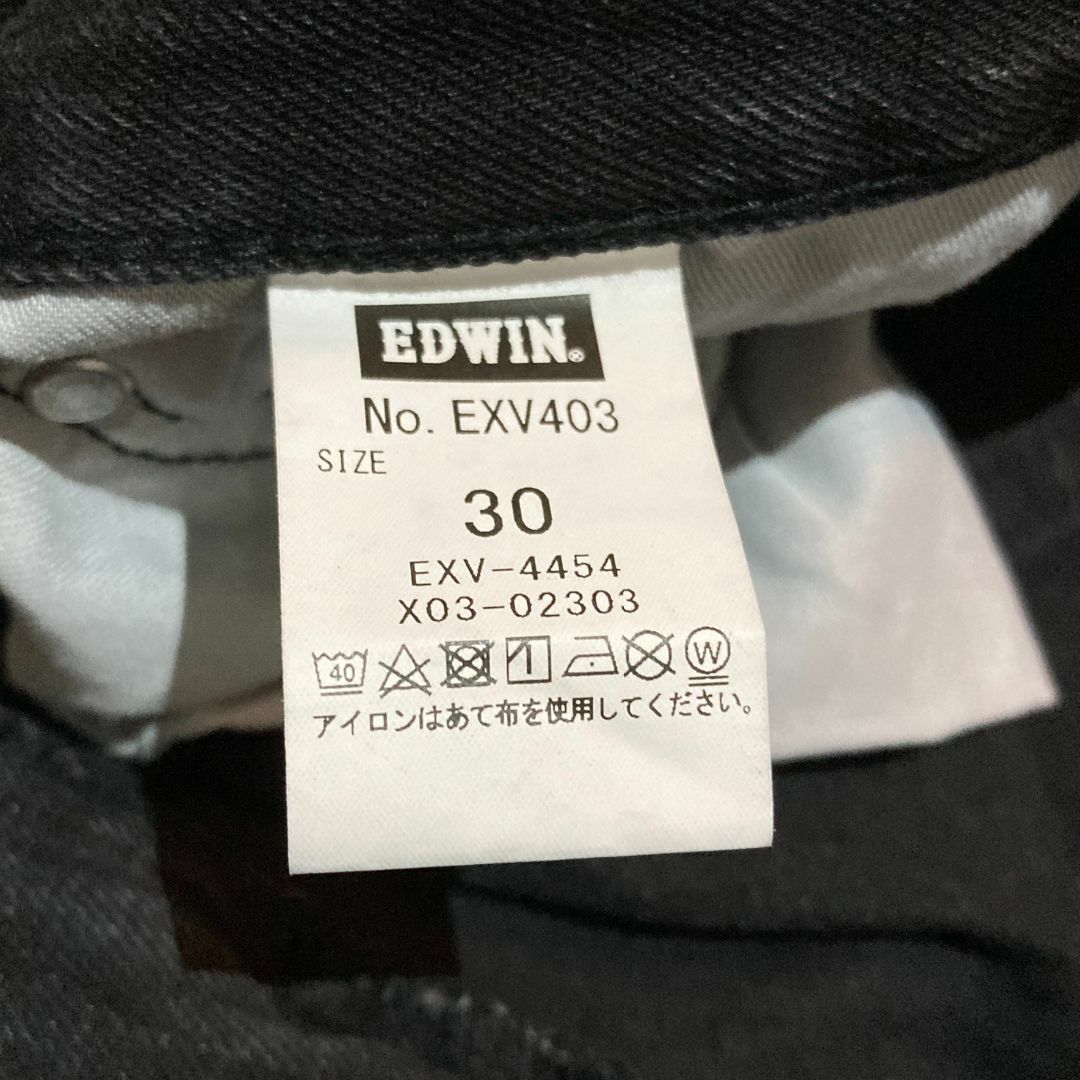 EDWIN®
No. EXV403
SIZE
30
EXV-4454
X03-02303
40 W
アイロンはあて布を使用してください。